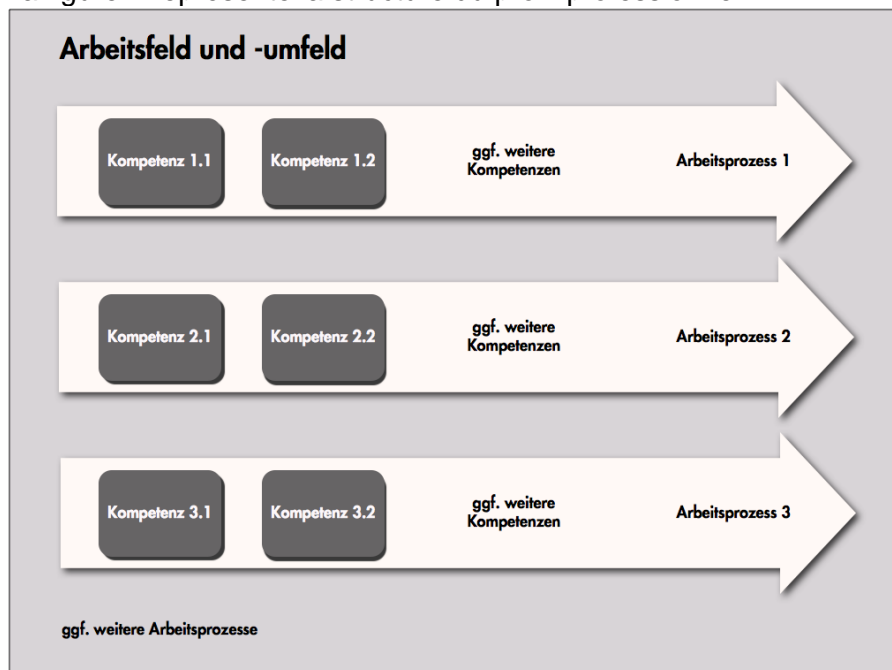 Arbeitsfeld und -umfeld
Kompetenz 1.1
Kompetenz 1.2
ggf. weitere
Kompetenzen
Arbeitsprozess 1
Kompetenz 2.1
Kompetenz 2.2
ggf. weitere
Kompetenzen
Arbeitsprozess 2
Kompetenz 3.1
Kompetenz 3.2
ggf. weitere
Kompetenzen
Arbeitsprozess 3
ggf. weitere Arbeitsprozesse